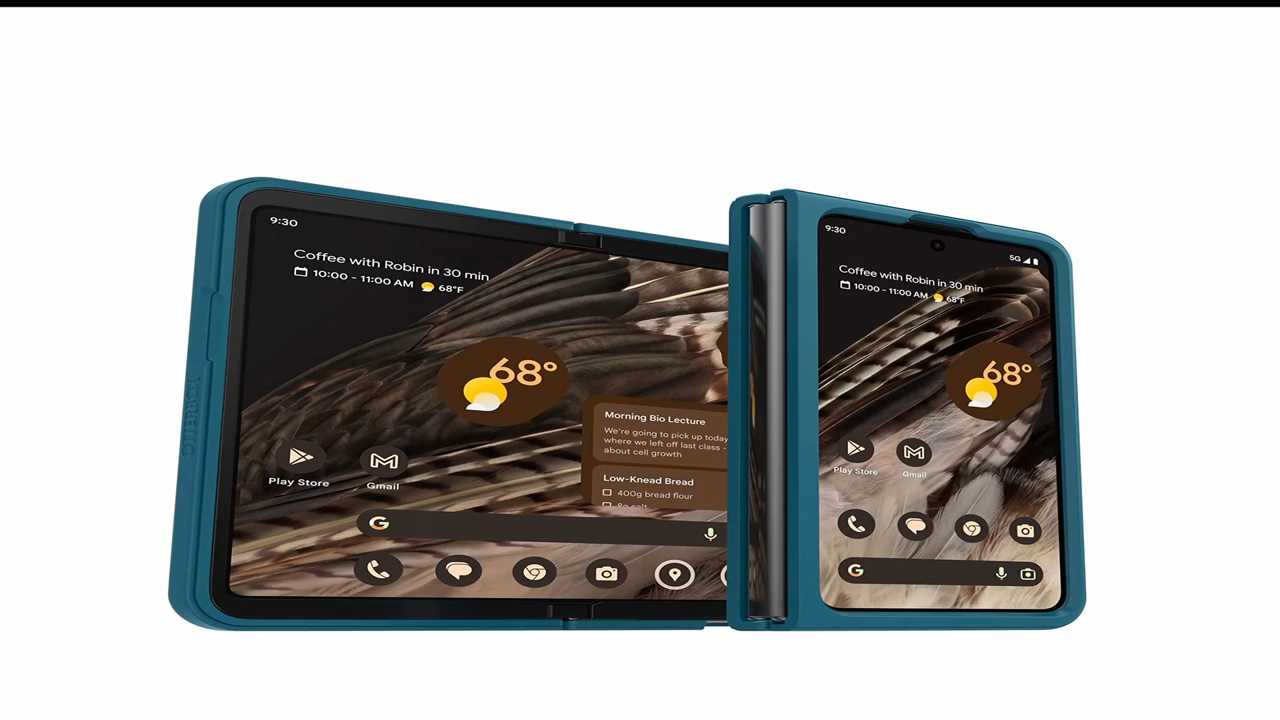 9:30
Coffee with Robin in 30 min
10:00 - 11:00 AM 68°F
68°
Morning Bio Lecture
We're going to pick up today
where we left off last class -
about cell growth
Low-Knead Bread
400g bread flour
8g salt
Play Store
Gmail
G
OTTERBOX
9:30
5G
Coffee with Robin in 30 min
10:00 - 11:00 AM 68°F
68°
Play Store
Gmail
G